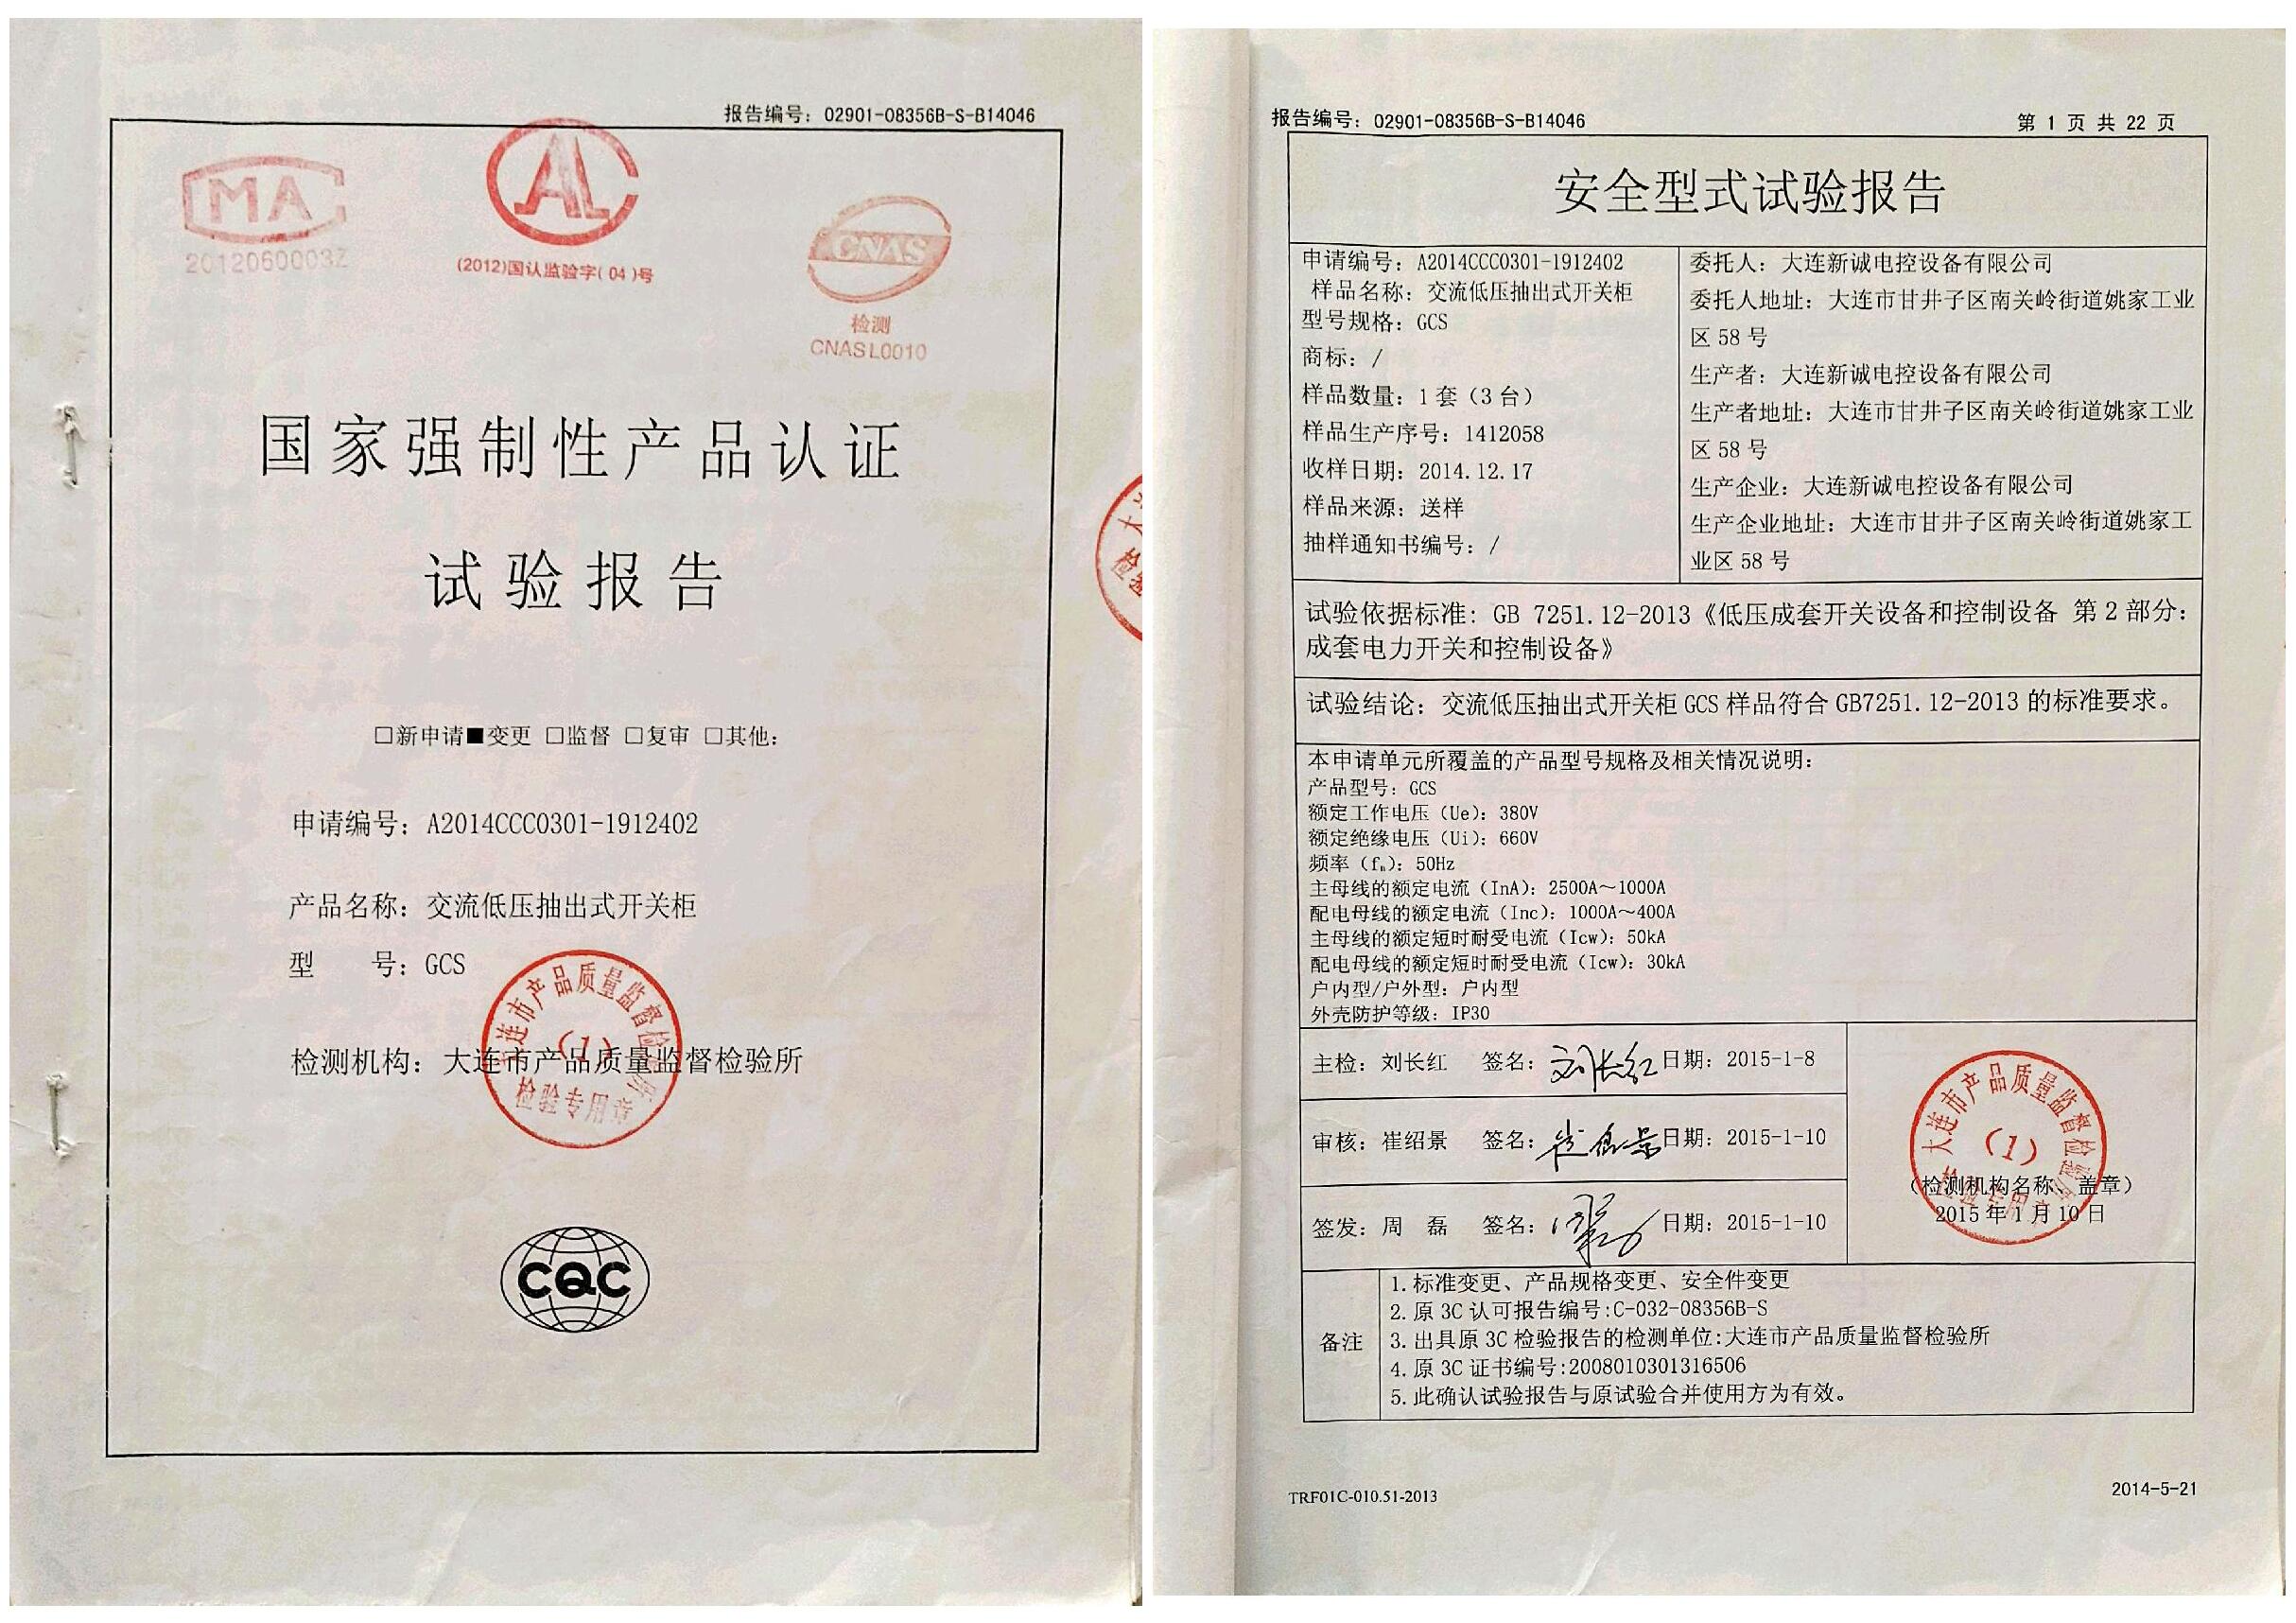 报告编号：02901-08356B-S-B14046
MA
2012060003Z
CAL
(2012)国认监验字(04)号
CNAS
检测
CNAS L0010
国家强制性产品认证
试验报告
□新申请■变更 □监督 □复审 □其他：
申请编号：A2014CCC0301-1912402
产品名称：交流低压抽出式开关柜
型 号：GCS
检测机构：大连市产品质量监督检验所
大连市产品质量监督检验所
(1)
检验专用章
CQC
报告编号：02901-08356B-S-B14046
第 1 页 共 22 页
安全型式试验报告
申请编号：A2014CCC0301-1912402
样品名称：交流低压抽出式开关柜
型号规格：GCS
商标：/
样品数量：1 套（3 台）
样品生产序号：1412058
收样日期：2014.12.17
样品来源：送样
抽样通知书编号：/
委托人：大连新诚电控设备有限公司
委托人地址：大连市甘井子区南关岭街道姚家工业
区 58 号
生产者：大连新诚电控设备有限公司
生产者地址：大连市甘井子区南关岭街道姚家工业
区 58 号
生产企业：大连新诚电控设备有限公司
生产企业地址：大连市甘井子区南关岭街道姚家工
业区 58 号
试验依据标准：GB 7251.12-2013《低压成套开关设备和控制设备 第 2 部分：
成套电力开关和控制设备》
试验结论：交流低压抽出式开关柜 GCS 样品符合 GB7251.12-2013 的标准要求。
本申请单元所覆盖的产品型号规格及相关情况说明：
产品型号：GCS
额定工作电压（Ue）：380V
额定绝缘电压（Ui）：660V
频率（fn）：50Hz
主母线的额定电流（InA）：2500A～1000A
配电母线的额定电流（Inc）：1000A～400A
主母线的额定短时耐受电流（Icw）：50kA
配电母线的额定短时耐受电流（Icw）：30kA
户内型/户外型：户内型
外壳防护等级：IP30
主检：刘长红 签名：刘长红 日期：2015-1-8
审核：崔绍景 签名：崔绍景 日期：2015-1-10
签发：周 磊 签名： 日期：2015-1-10
大连市产品质量监督检验所
(1)
（检测机构名称、盖章）
2015 年 1 月 10 日
备注
1. 标准变更、产品规格变更、安全件变更
2. 原 3C 认可报告编号:C-032-08356B-S
3. 出具原 3C 检验报告的检测单位:大连市产品质量监督检验所
4. 原 3C 证书编号:2008010301316506
5. 此确认试验报告与原试验合并使用方为有效。
TRF01C-010.51-2013
2014-5-21